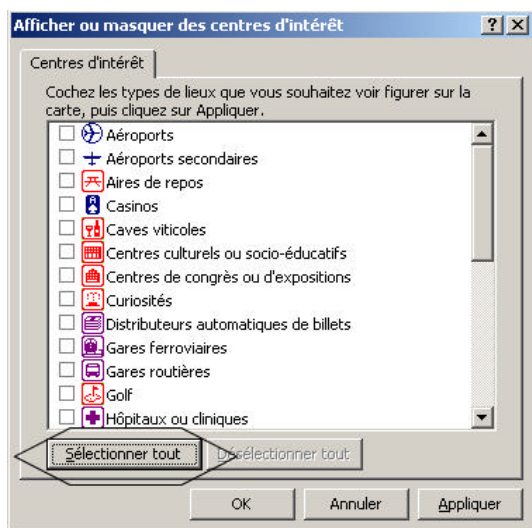 Afficher ou masquer des centres d'intérêt
Centres d'intérêt
Cochez les types de lieux que vous souhaitez voir figurer sur la
carte, puis cliquez sur Appliquer.
Aéroports
Aéroports secondaires
Aires de repos
Casinos
Caves viticoles
Centres culturels ou socio-éducatifs
Centres de congrès ou d'expositions
Curiosités
Distributeurs automatiques de billets
Gares ferroviaires
Gares routières
Golf
Hôpitaux ou cliniques
Sélectionner tout Désélectionner tout
OK Annuler Appliquer